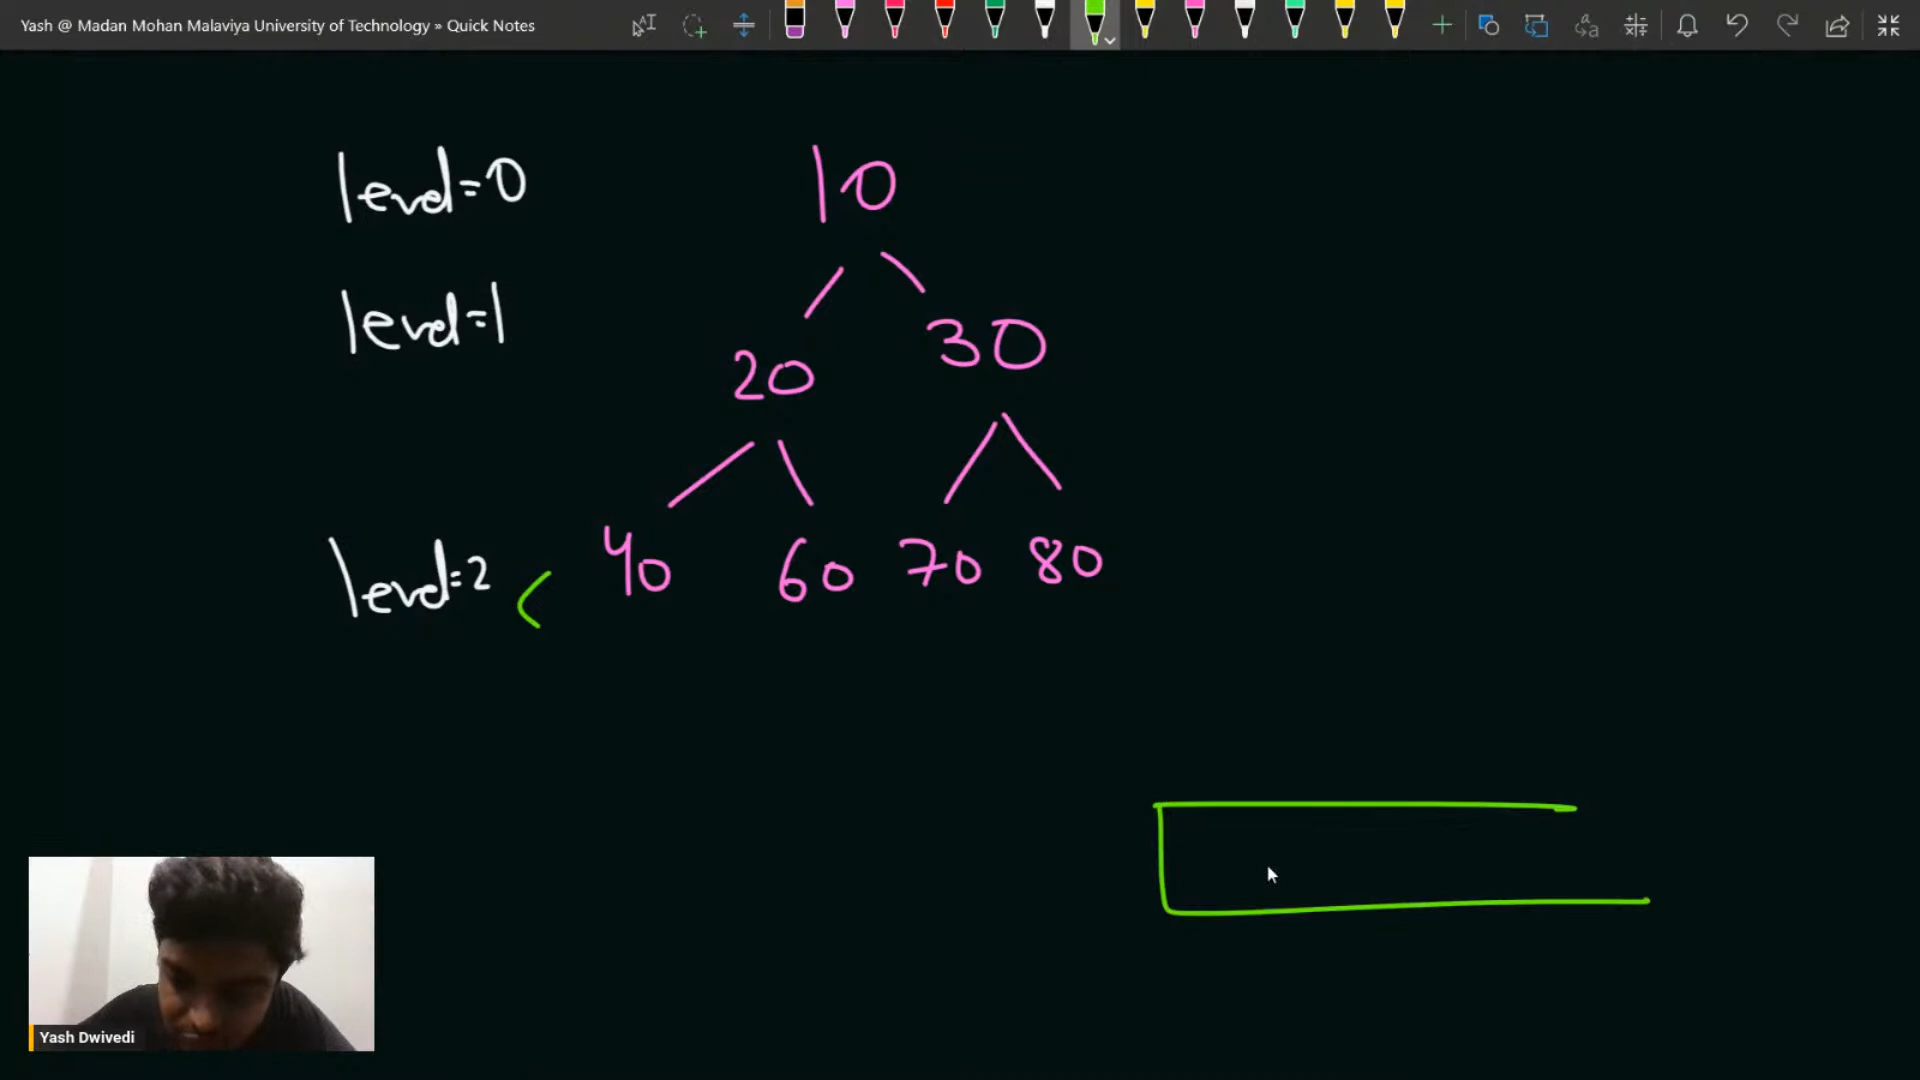 Yash @ Madan Mohan Malaviya University of Technology » Quick Notes
level=0 10
level=1
20 30
level=2 40 60 70 80
Yash Dwivedi